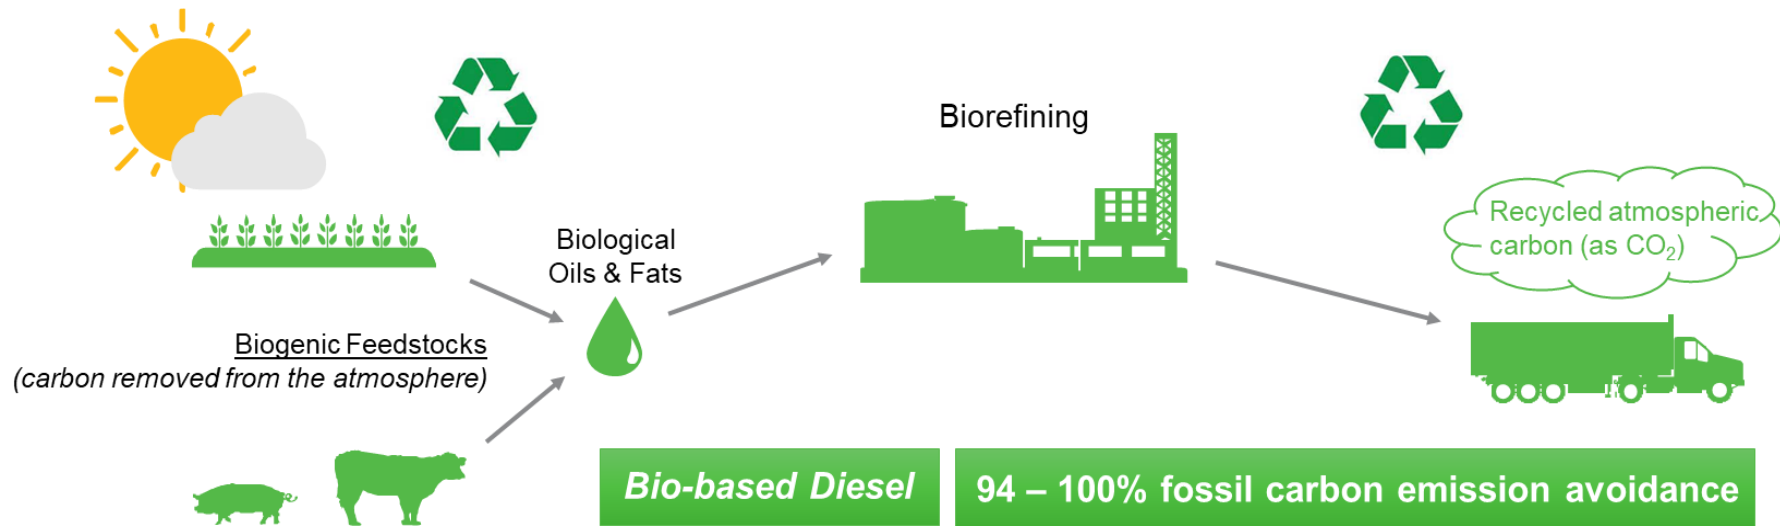 Biorefining
Recycled atmospheric
carbon (as CO₂)
Biological
Oils & Fats
Biogenic Feedstocks
(carbon removed from the atmosphere)
Bio-based Diesel
94 – 100% fossil carbon emission avoidance